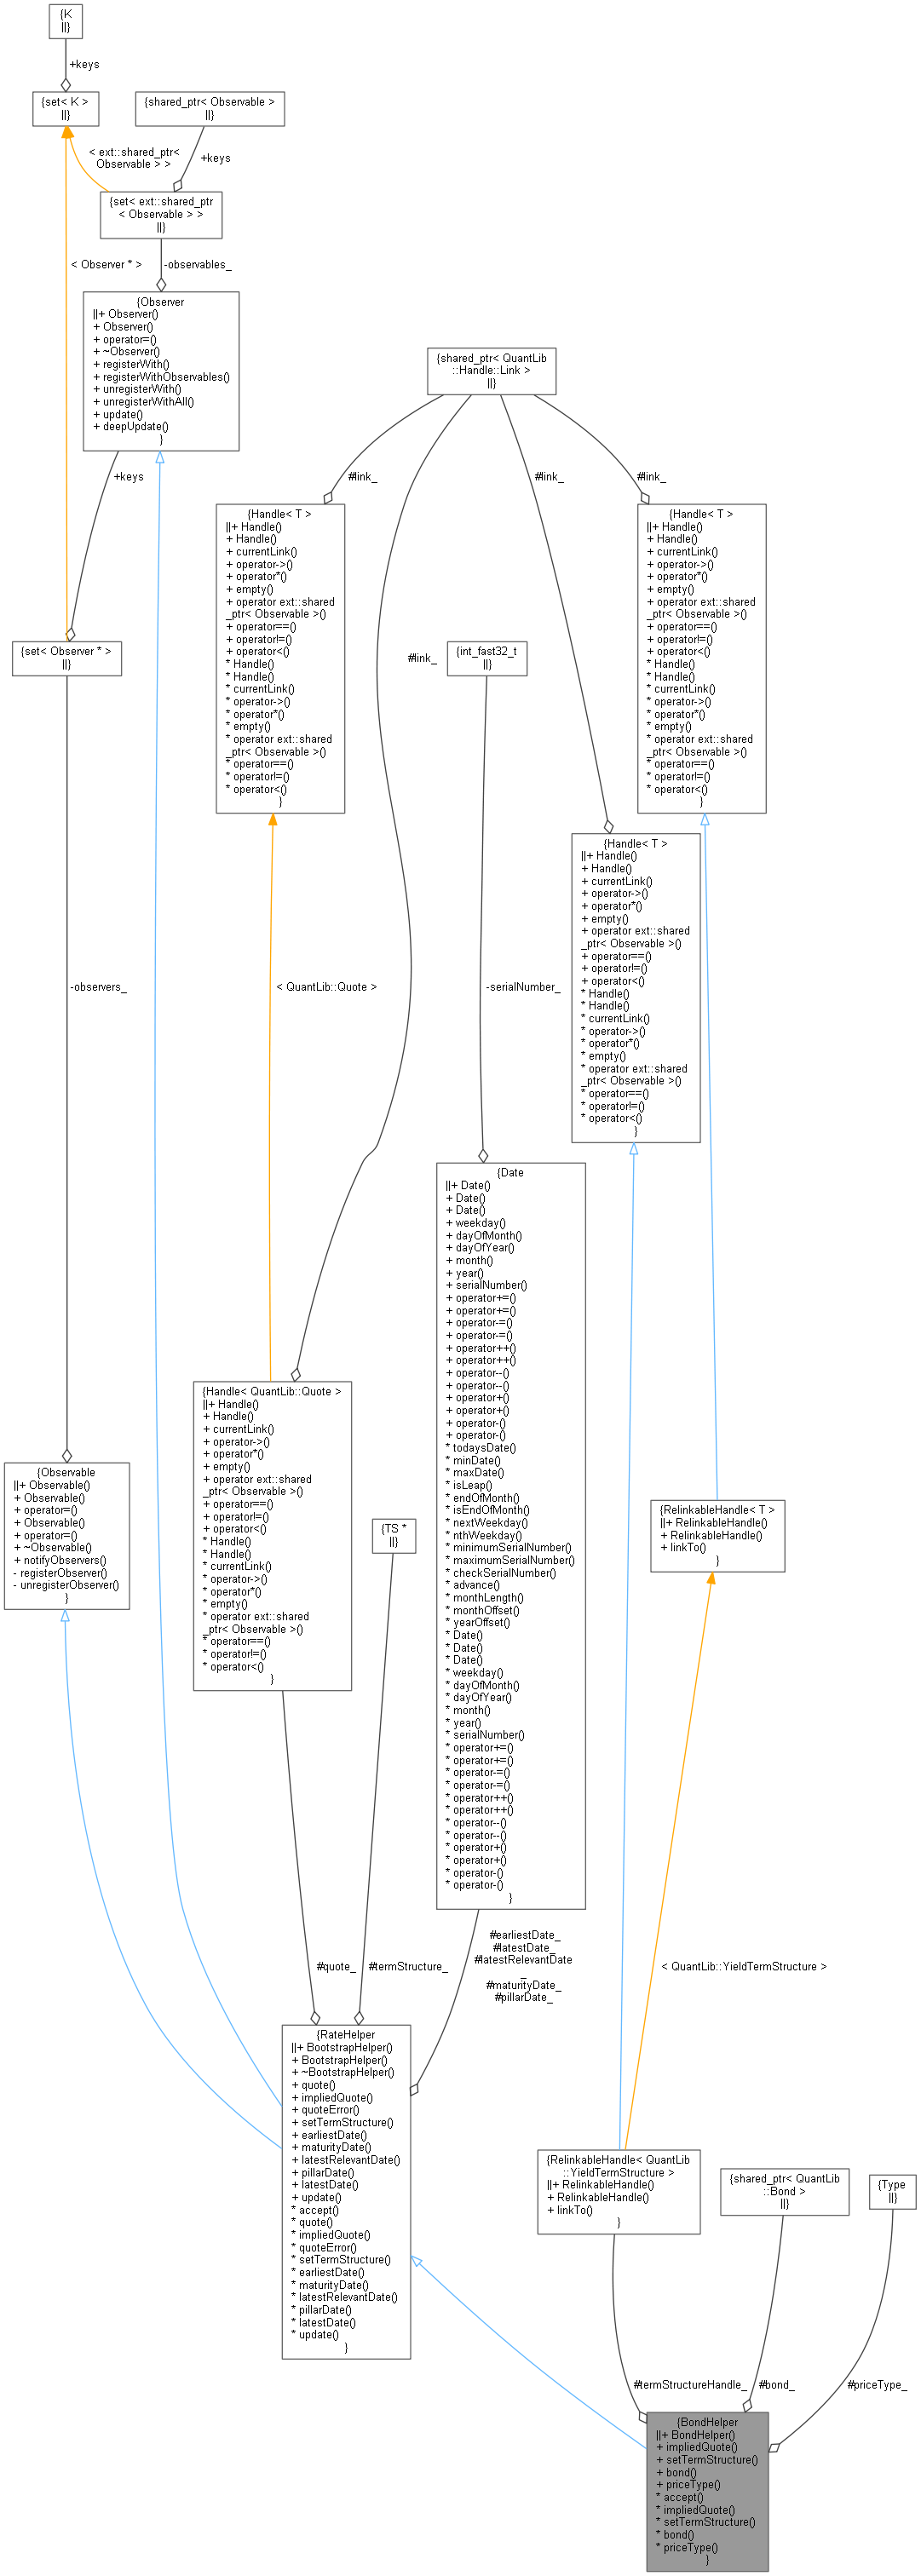 {K
||}
+keys
{set< K >
||}
{shared_ptr< Observable >
||}
< ext::shared_ptr<
Observable > >
+keys
{set< ext::shared_ptr
< Observable > >
||}
< Observer * >
-observables_
{Observer
||+ Observer()
+ Observer()
+ operator=()
+ ~Observer()
+ registerWith()
+ registerWithObservables()
+ unregisterWith()
+ unregisterWithAll()
+ update()
+ deepUpdate()
}
{shared_ptr< QuantLib
::Handle::Link >
||}
+keys
#link_
#link_
#link_
{Handle< T >
||+ Handle()
+ Handle()
+ currentLink()
+ operator->()
+ operator*()
+ empty()
+ operator ext::shared
_ptr< Observable >()
+ operator==()
+ operator!=()
+ operator<()
* Handle()
* Handle()
* currentLink()
* operator->()
* operator*()
* empty()
* operator ext::shared
_ptr< Observable >()
* operator==()
* operator!=()
* operator<()
}
{Handle< T >
||+ Handle()
+ Handle()
+ currentLink()
+ operator->()
+ operator*()
+ empty()
+ operator ext::shared
_ptr< Observable >()
+ operator==()
+ operator!=()
+ operator<()
* Handle()
* Handle()
* currentLink()
* operator->()
* operator*()
* empty()
* operator ext::shared
_ptr< Observable >()
* operator==()
* operator!=()
* operator<()
}
{set< Observer * >
||}
#link_
{int_fast32_t
||}
{Handle< T >
||+ Handle()
+ Handle()
+ currentLink()
+ operator->()
+ operator*()
+ empty()
+ operator ext::shared
_ptr< Observable >()
+ operator==()
+ operator!=()
+ operator<()
* Handle()
* Handle()
* currentLink()
* operator->()
* operator*()
* empty()
* operator ext::shared
_ptr< Observable >()
* operator==()
* operator!=()
* operator<()
}
-observers_
< QuantLib::Quote >
-serialNumber_
{Date
||+ Date()
+ Date()
+ Date()
+ weekday()
+ dayOfMonth()
+ dayOfYear()
+ month()
+ year()
+ serialNumber()
+ operator+=()
+ operator+=()
+ operator-=()
+ operator-=()
+ operator++()
+ operator++()
+ operator--()
+ operator--()
+ operator+()
+ operator+()
+ operator-()
+ operator-()
* todaysDate()
* minDate()
* maxDate()
* isLeap()
* endOfMonth()
* isEndOfMonth()
* nextWeekday()
* nthWeekday()
* minimumSerialNumber()
* maximumSerialNumber()
* checkSerialNumber()
* advance()
* monthLength()
* monthOffset()
* yearOffset()
* Date()
* Date()
* Date()
* weekday()
* dayOfMonth()
* dayOfYear()
* month()
* year()
* serialNumber()
* operator+=()
* operator+=()
* operator-=()
* operator-=()
* operator++()
* operator++()
* operator--()
* operator--()
* operator+()
* operator+()
* operator-()
* operator-()
}
{Handle< QuantLib::Quote >
||+ Handle()
+ Handle()
+ currentLink()
+ operator->()
+ operator*()
+ empty()
+ operator ext::shared
_ptr< Observable >()
+ operator==()
+ operator!=()
+ operator<()
* Handle()
* Handle()
* currentLink()
* operator->()
* operator*()
* empty()
* operator ext::shared
_ptr< Observable >()
* operator==()
* operator!=()
* operator<()
}
{Observable
||+ Observable()
+ Observable()
+ operator=()
+ Observable()
+ operator=()
+ ~Observable()
+ notifyObservers()
- registerObserver()
- unregisterObserver()
}
{TS *
||}
{RelinkableHandle< T >
||+ RelinkableHandle()
+ RelinkableHandle()
+ linkTo()
}
#quote_
#termStructure_
#earliestDate_
#latestDate_
#latestRelevantDate
_
#maturityDate_
#pillarDate_
< QuantLib::YieldTermStructure >
{RateHelper
||+ BootstrapHelper()
+ BootstrapHelper()
+ ~BootstrapHelper()
+ quote()
+ impliedQuote()
+ quoteError()
+ setTermStructure()
+ earliestDate()
+ maturityDate()
+ latestRelevantDate()
+ pillarDate()
+ latestDate()
+ update()
* accept()
* quote()
* impliedQuote()
* quoteError()
* setTermStructure()
* earliestDate()
* maturityDate()
* latestRelevantDate()
* pillarDate()
* latestDate()
* update()
}
{RelinkableHandle< QuantLib
::YieldTermStructure >
||+ RelinkableHandle()
+ RelinkableHandle()
+ linkTo()
}
{shared_ptr< QuantLib
::Bond >
||}
{Type
||}
#termStructureHandle_
#bond_
#priceType_
{BondHelper
||+ BondHelper()
+ impliedQuote()
+ setTermStructure()
+ bond()
+ priceType()
* accept()
* impliedQuote()
* setTermStructure()
* bond()
* priceType()
}